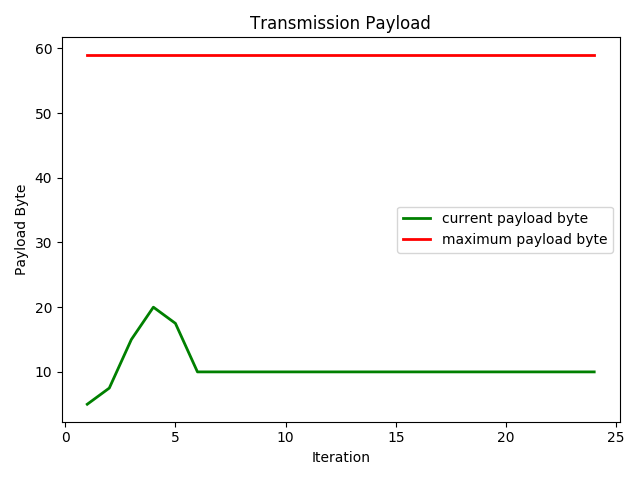 Transmission Payload
60
50
40
30
20
10
Payload Byte
current payload byte
maximum payload byte
0 5 10 15 20 25
Iteration